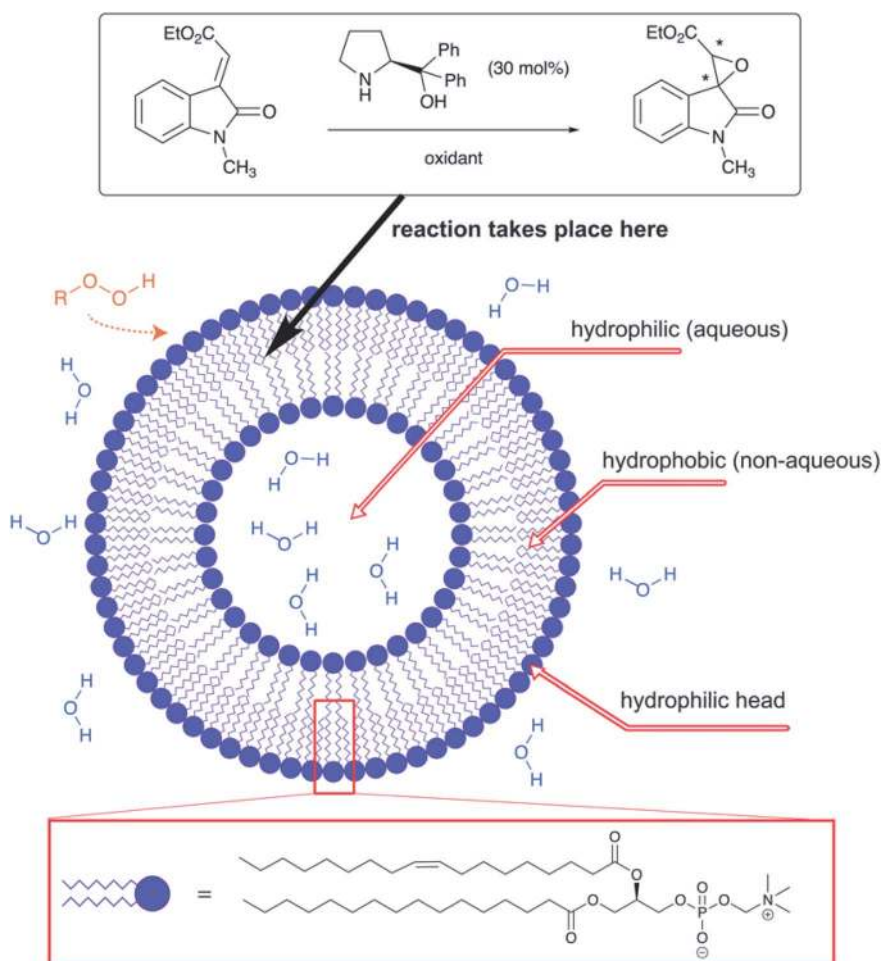 EtO₂C
O
N
CH₃
N
H
Ph
Ph
OH
(30 mol%)
oxidant
EtO₂C
*
O
*
O
N
CH₃
reaction takes place here
R
O
O
H
H
O
H
hydrophilic (aqueous)
H
O
H
H
O
H
hydrophobic (non-aqueous)
H
O
H
H
O
H
H
O
H
H
O
H
H
O
H
hydrophilic head
H
O
H
H
O
H
=
O
O
O
O
O
O
P
O
O
⊖
N
⊕